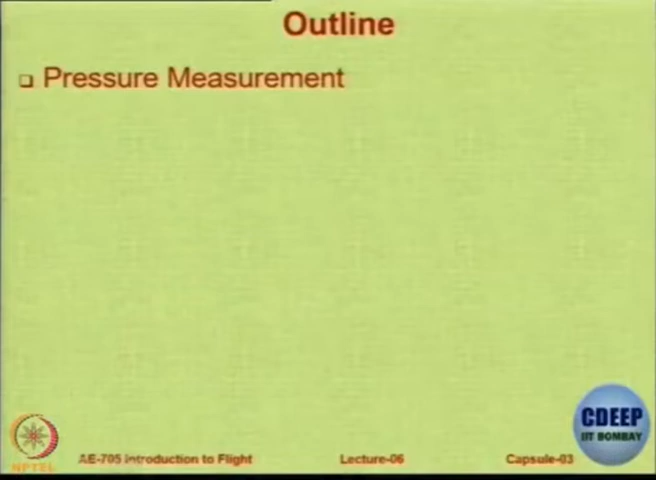 Outline
Pressure Measurement
CDEEP
IIT BOMBAY
NPTEL
AE-705 Introduction to Flight Lecture-06 Capsule-03